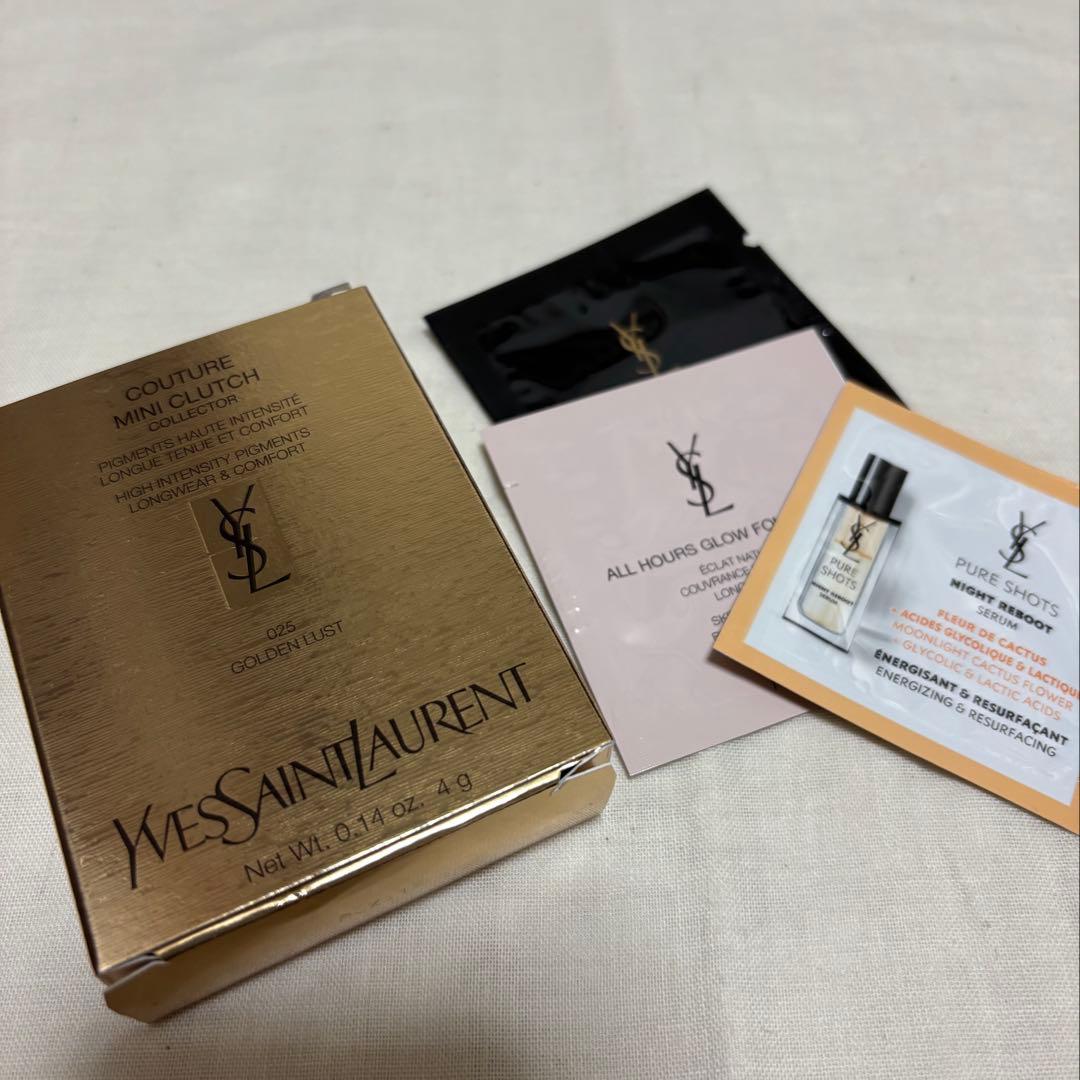 COUTURE
MINI CLUTCH
COLLECTOR
PIGMENTS HAUTE INTENSITÉ
LONGUE TENUE ET CONFORT
HIGH INTENSITY PIGMENTS
LONGWEAR & COMFORT
YSL
025
GOLDEN LUST
YVESSAINTLAURENT
Net Wt. 0.14 oz. 4 g
YSL
YSL
ALL HOURS GLOW
ÉCLAT
COUVRANCE
YSL
PURE
SHOTS
NIGHT REBOOT
SERUM
YSL
PURE SHOTS
NIGHT REBOOT
SERUM
FLEUR DE CACTUS
+ ACIDES GLYCOLIQUE & LACTIQUE
MOONLIGHT CACTUS FLOWER
+ GLYCOLIC & LACTIC ACIDS
ÉNERGISANT & RESURFAÇANT
ENERGIZING & RESURFACING